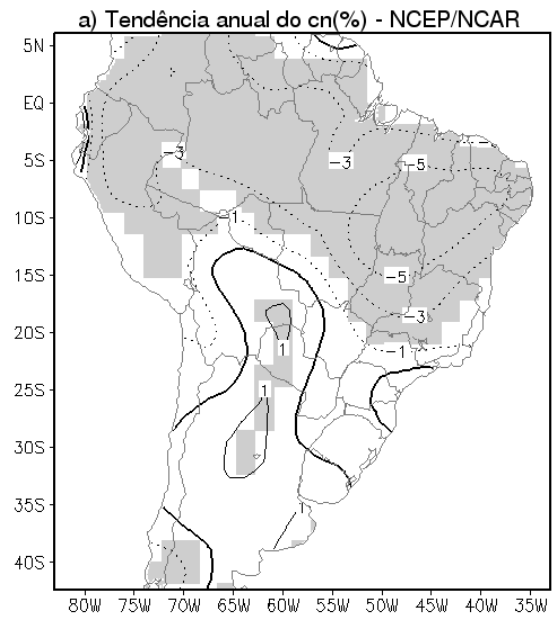 a) Tendência anual do cn(%) - NCEP/NCAR
5N
EQ
-3
-3
-5
5S
10S
-1
15S
-5
-3
20S
1
-1
25S
1
30S
35S
1
40S
80W 75W 70W 65W 60W 55W 50W 45W 40W 35W